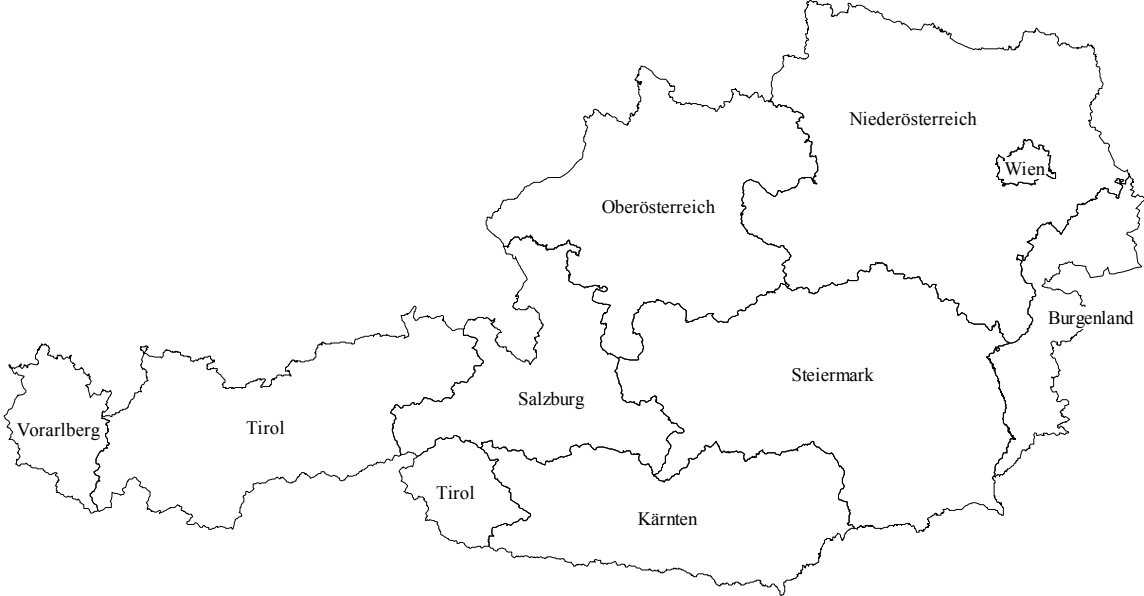 Niederösterreich
Wien
Oberösterreich
Burgenland
Steiermark
Salzburg
Tirol
Vorarlberg
Tirol
Kärnten